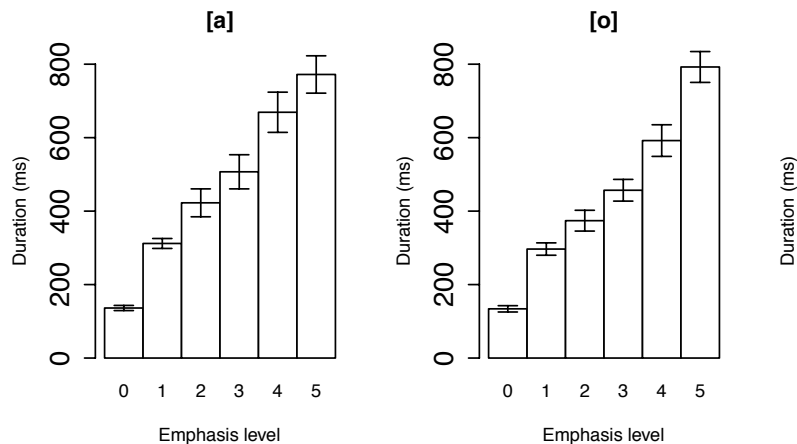 [a]
Duration (ms)
0 200 400 600 800
0 1 2 3 4 5
Emphasis level
[o]
Duration (ms)
0 200 400 600 800
0 1 2 3 4 5
Emphasis level
Duration (ms)